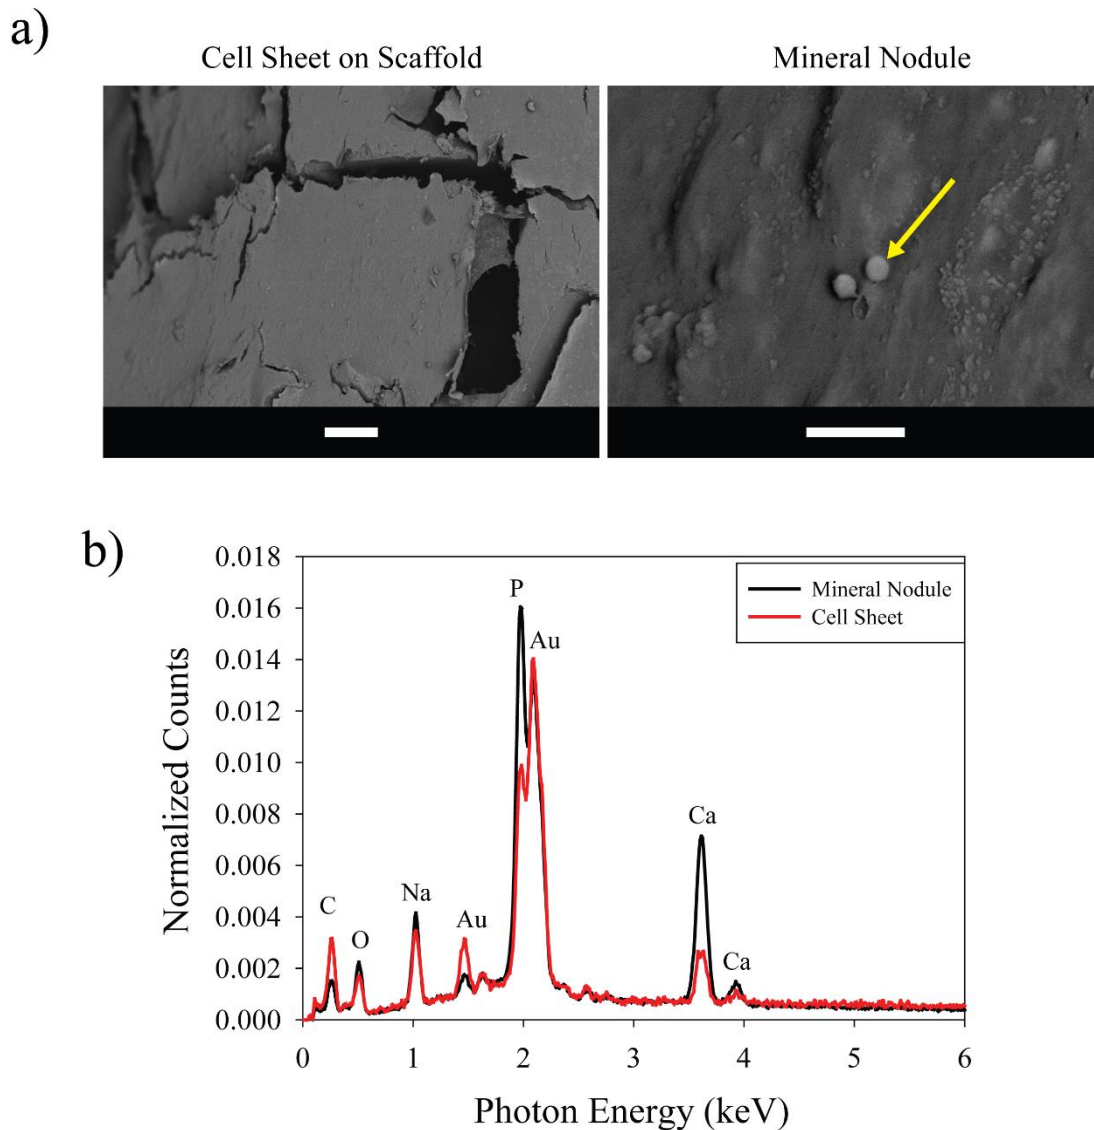 a)
Cell Sheet on Scaffold
Mineral Nodule
b)
Normalized Counts
0.018
0.016
0.014
0.012
0.010
0.008
0.006
0.004
0.002
0.000
P
Au
Mineral Nodule
Cell Sheet
C
O
Na
Au
Ca
Ca
0
1
2
3
4
5
6
Photon Energy (keV)